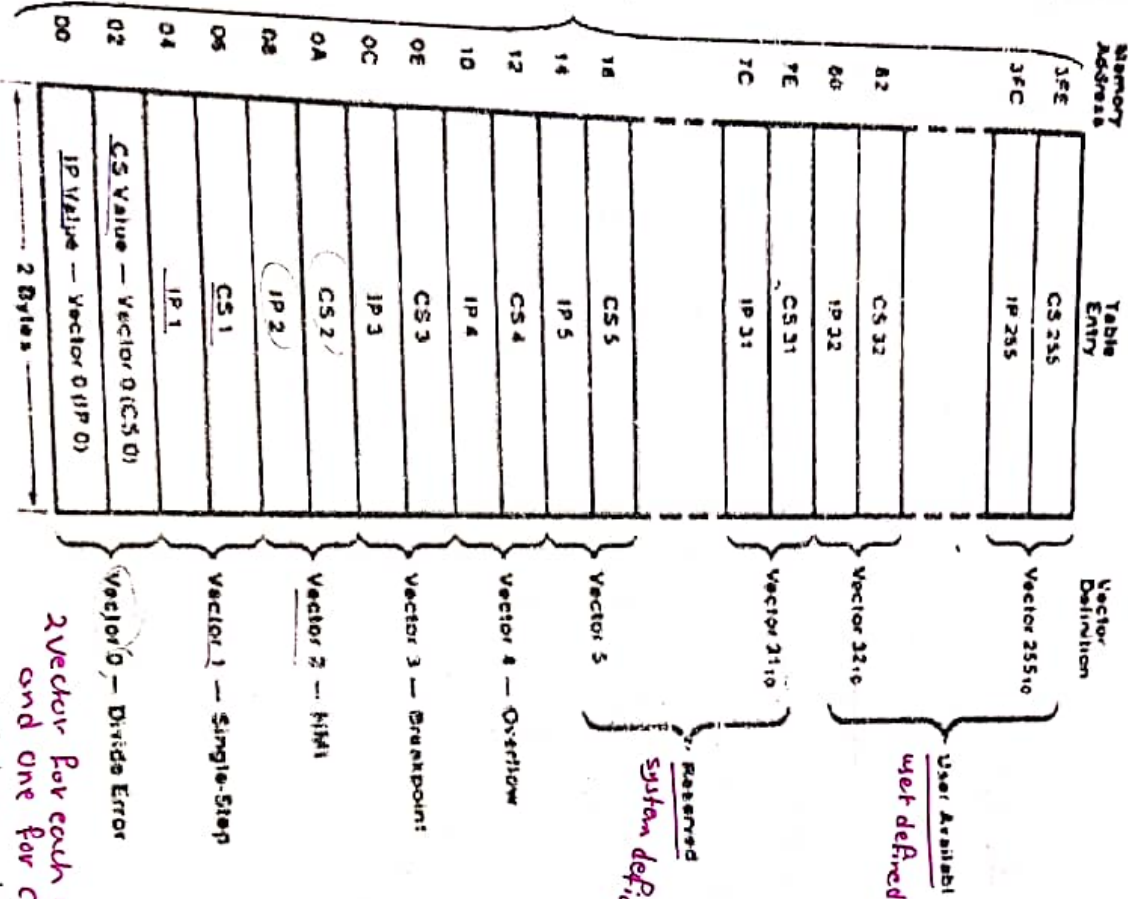 Memory Address
Table Entry
Vector Definition
3FE CS 255
3FC IP 255
Vector 255₁₀
82 CS 32
80 IP 32
Vector 32₁₀
User Availabl
user defined
7E CS 31
7C IP 31
Vector 31₁₀
Reserved
System defi
16 CS 5
14 IP 5
Vector 5
12 CS 4
10 IP 4
Vector 4 — Overflow
0E CS 3
0C IP 3
Vector 3 — Breakpoint
0A CS 2
08 IP 2
Vector 2 — NMI
06 CS 1
04 IP 1
Vector 1 — Single-Step
02 CS Value — Vector 0 (CS 0)
00 IP Value — Vector 0 (IP 0)
Vector 0 — Divide Error
2 Bytes
2 vector for each
and one for C